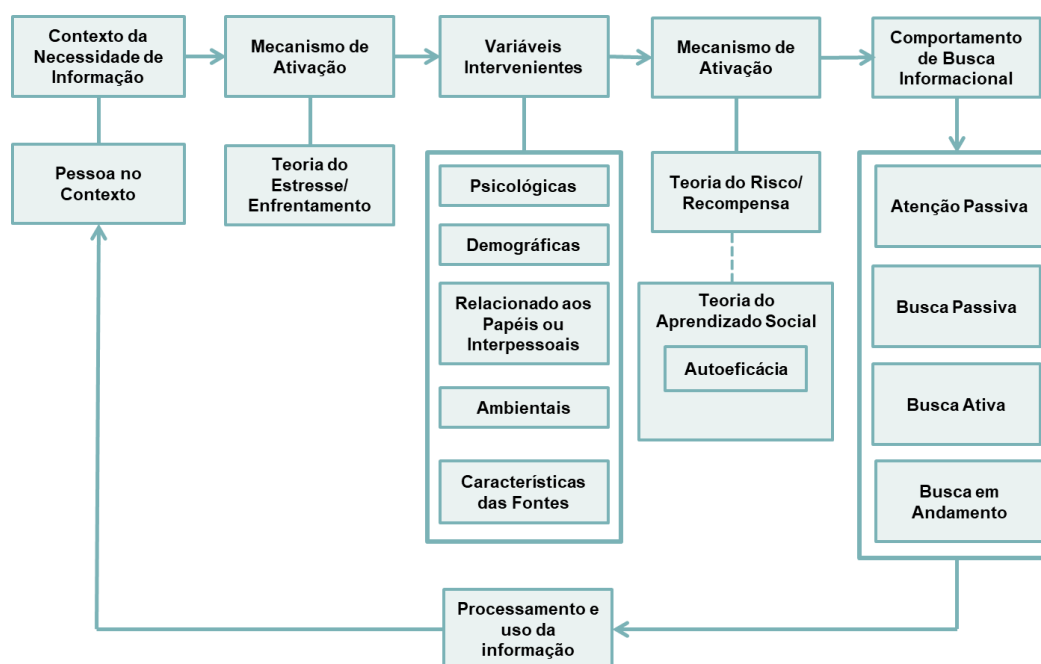 Contexto da
Necessidade de
Informação
Mecanismo de
Ativação
Variáveis
Intervenientes
Mecanismo de
Ativação
Comportamento
de Busca
Informacional
Pessoa no
Contexto
Teoria do
Estresse/
Enfrentamento
Psicológicas
Demográficas
Relacionado aos
Papéis ou
Interpessoais
Ambientais
Características
das Fontes
Teoria do Risco/
Recompensa
Teoria do
Aprendizado Social
Autoeficácia
Atenção Passiva
Busca Passiva
Busca Ativa
Busca em
Andamento
Processamento e
uso da
informação